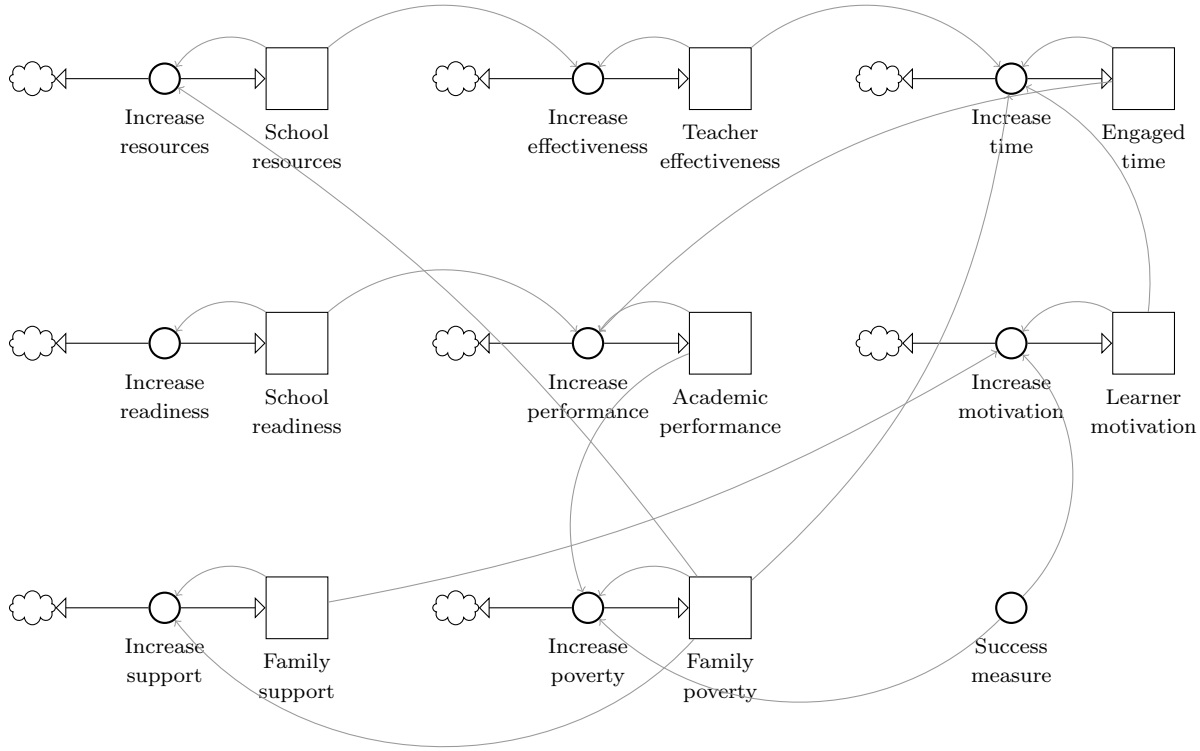 Increase
resources
School
resources
Increase
effectiveness
Teacher
effectiveness
Increase
time
Engaged
time
Increase
readiness
School
readiness
Increase
performance
Academic
performance
Increase
motivation
Learner
motivation
Increase
support
Family
support
Increase
poverty
Family
poverty
Success
measure